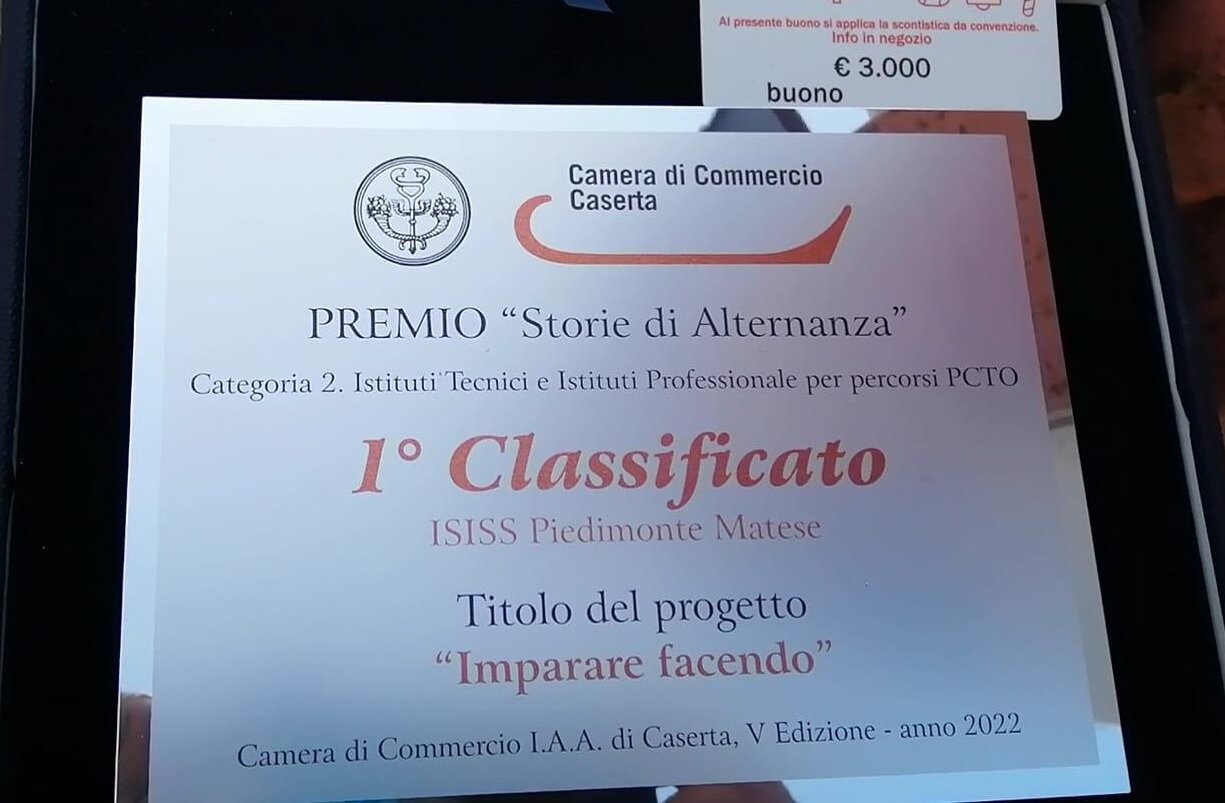 Al presente buono si applica la scontistica da convenzione.
Info in negozio
€ 3.000
buono
Camera di Commercio
Caserta
PREMIO “Storie di Alternanza”
Categoria 2. Istituti Tecnici e Istituti Professionale per percorsi PCTO
1° Classificato
ISISS Piedimonte Matese
Titolo del progetto
“Imparare facendo”
Camera di Commercio I.A.A. di Caserta, V Edizione - anno 2022